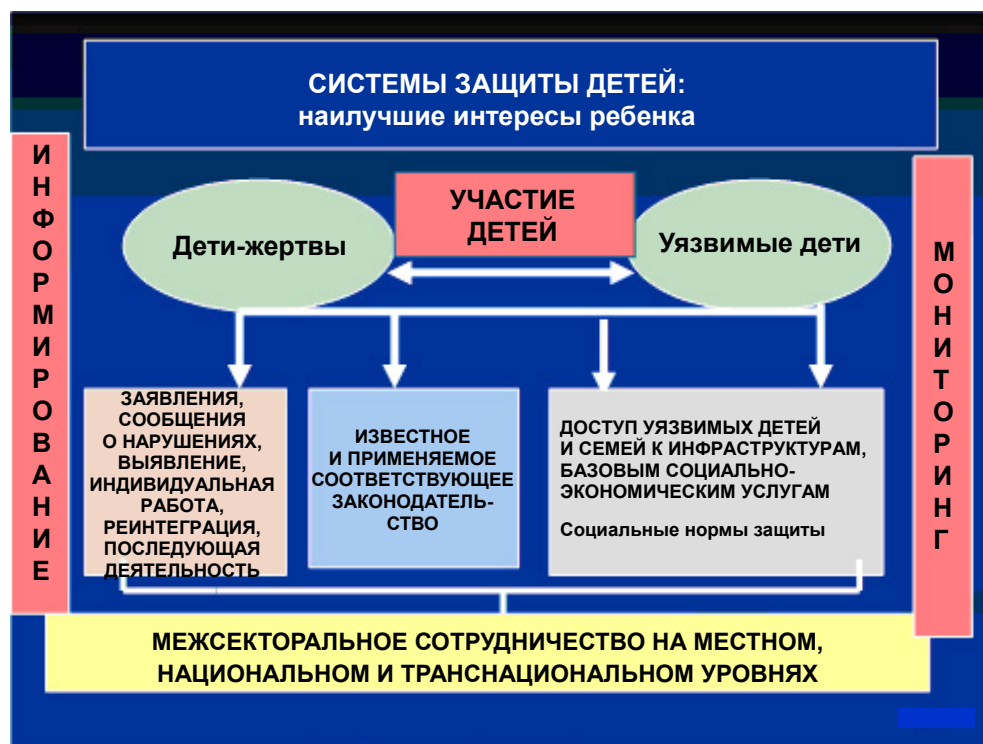 СИСТЕМЫ ЗАЩИТЫ ДЕТЕЙ:
наилучшие интересы ребенка
ИНФОРМИРОВАНИЕ
УЧАСТИЕ
ДЕТЕЙ
Дети-жертвы
Уязвимые дети
МОНИТОРИНГ
ЗАЯВЛЕНИЯ,
СООБЩЕНИЯ
О НАРУШЕНИЯХ,
ВЫЯВЛЕНИЕ,
ИНДИВИДУАЛЬНАЯ
РАБОТА,
РЕИНТЕГРАЦИЯ,
ПОСЛЕДУЮЩАЯ
ДЕЯТЕЛЬНОСТЬ
ИЗВЕСТНОЕ
И ПРИМЕНЯЕМОЕ
СООТВЕТСТВУЮЩЕЕ
ЗАКОНОДАТЕЛЬ-
СТВО
ДОСТУП УЯЗВИМЫХ ДЕТЕЙ
И СЕМЕЙ К ИНФРАСТРУКТУРАМ,
БАЗОВЫМ СОЦИАЛЬНО-
ЭКОНОМИЧЕСКИМ УСЛУГАМ
Социальные нормы защиты
МЕЖСЕКТОРАЛЬНОЕ СОТРУДНИЧЕСТВО НА МЕСТНОМ,
НАЦИОНАЛЬНОМ И ТРАНСНАЦИОНАЛЬНОМ УРОВНЯХ